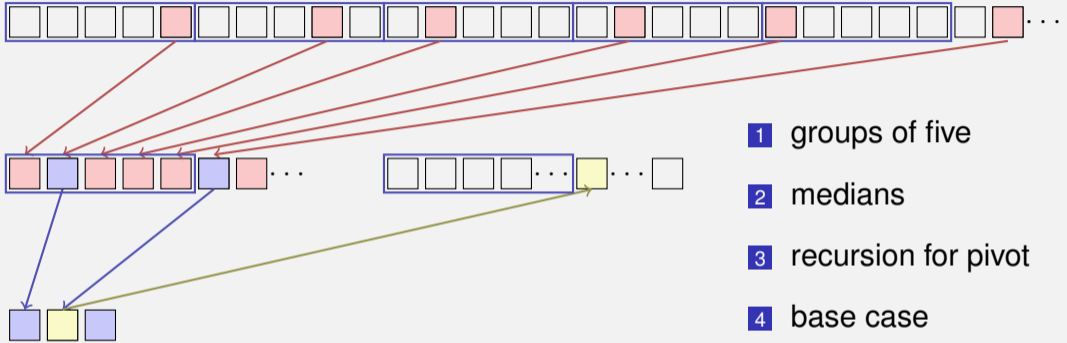 1 groups of five
2 medians
3 recursion for pivot
4 base case